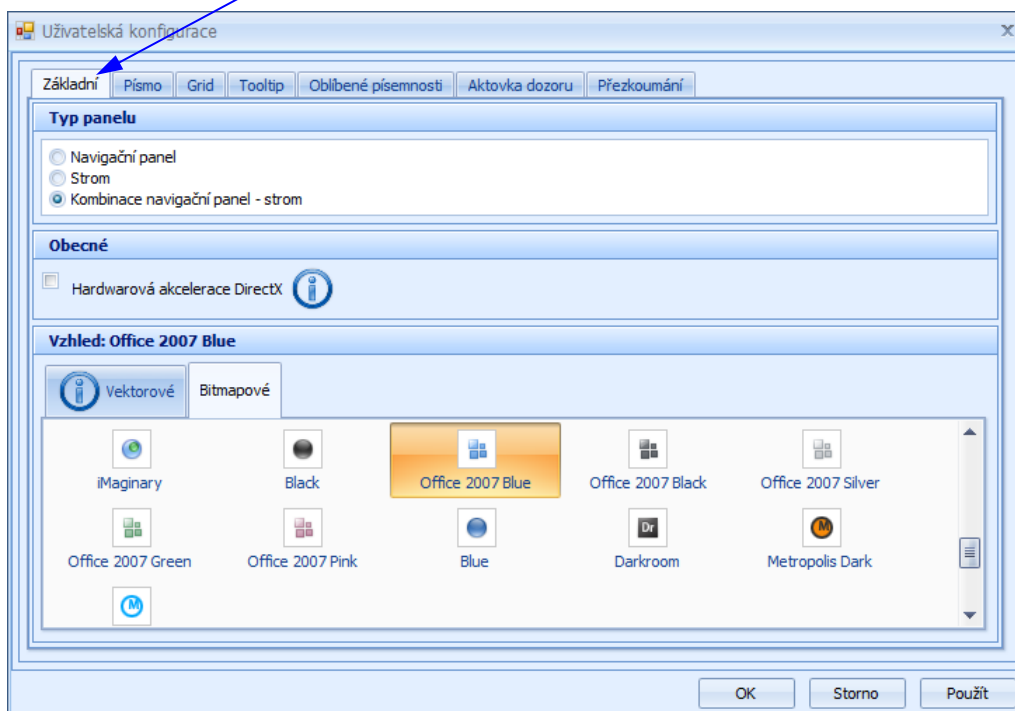 Uživatelská konfigurace
Základní Písmo Grid Tooltip Oblíbené písemnosti Aktovka dozoru Přezkoumání
Typ panelu
Navigační panel
Strom
Kombinace navigační panel - strom
Obecné
Hardwarová akcelerace DirectX
Vzhled: Office 2007 Blue
Vektorové Bitmapové
iMaginary Black Office 2007 Blue Office 2007 Black Office 2007 Silver
Dr
Office 2007 Green Office 2007 Pink Blue Darkroom Metropolis Dark
OK Storno Použít